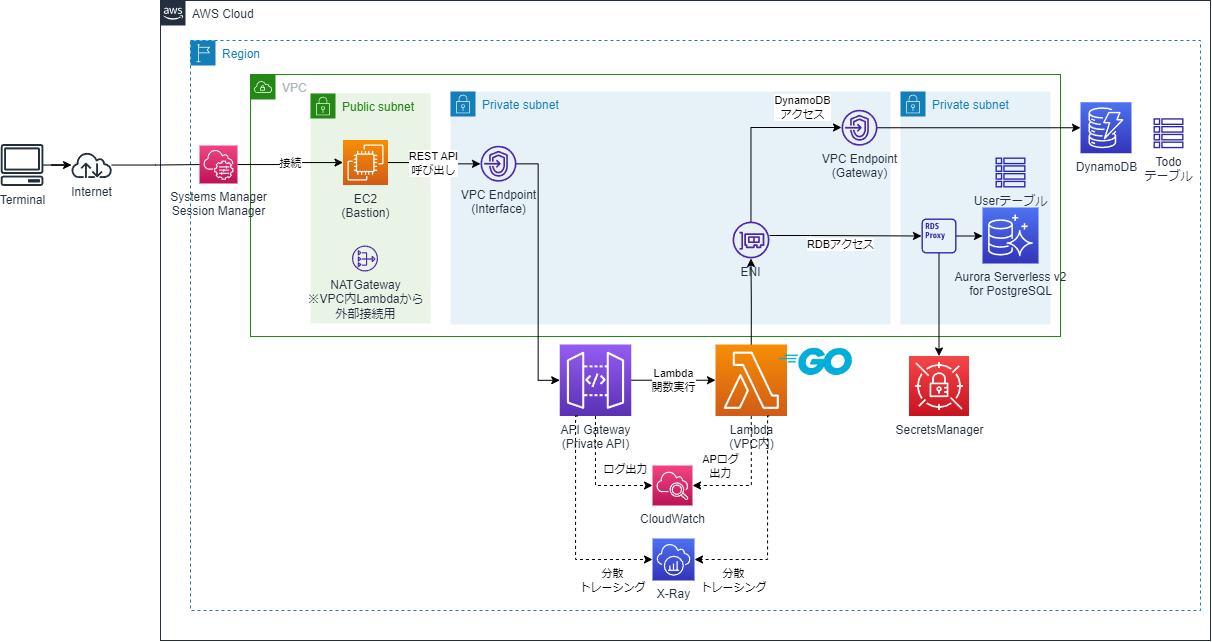 aws
AWS Cloud
Region
VPC
Public subnet
Private subnet
Private subnet
Terminal
Internet
Systems Manager
Session Manager
接続
EC2
(Bastion)
REST API
呼び出し
VPC Endpoint
(Interface)
NATGateway
※VPC内Lambdaから
外部接続用
DynamoDB
アクセス
VPC Endpoint
(Gateway)
ENI
RDBアクセス
Userテーブル
RDS
Proxy
Aurora Serverless v2
for PostgreSQL
DynamoDB
Todo
テーブル
API Gateway
(Private API)
Lambda
関数実行
Lambda
(VPC内)
GO
SecretsManager
ログ出力
APログ
出力
CloudWatch
分散
トレーシング
分散
トレーシング
X-Ray